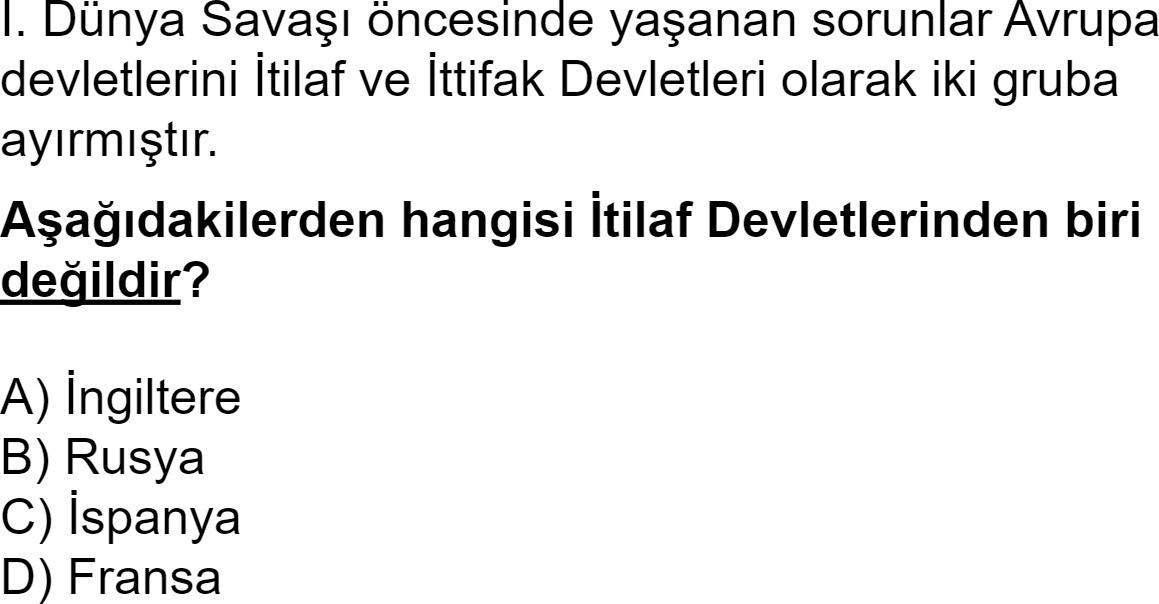 I. Dünya Savaşı öncesinde yaşanan sorunlar Avrupa
devletlerini İtilaf ve İttifak Devletleri olarak iki gruba
ayırmıştır.
Aşağıdakilerden hangisi İtilaf Devletlerinden biri
değildir?
A) İngiltere
B) Rusya
C) İspanya
D) Fransa